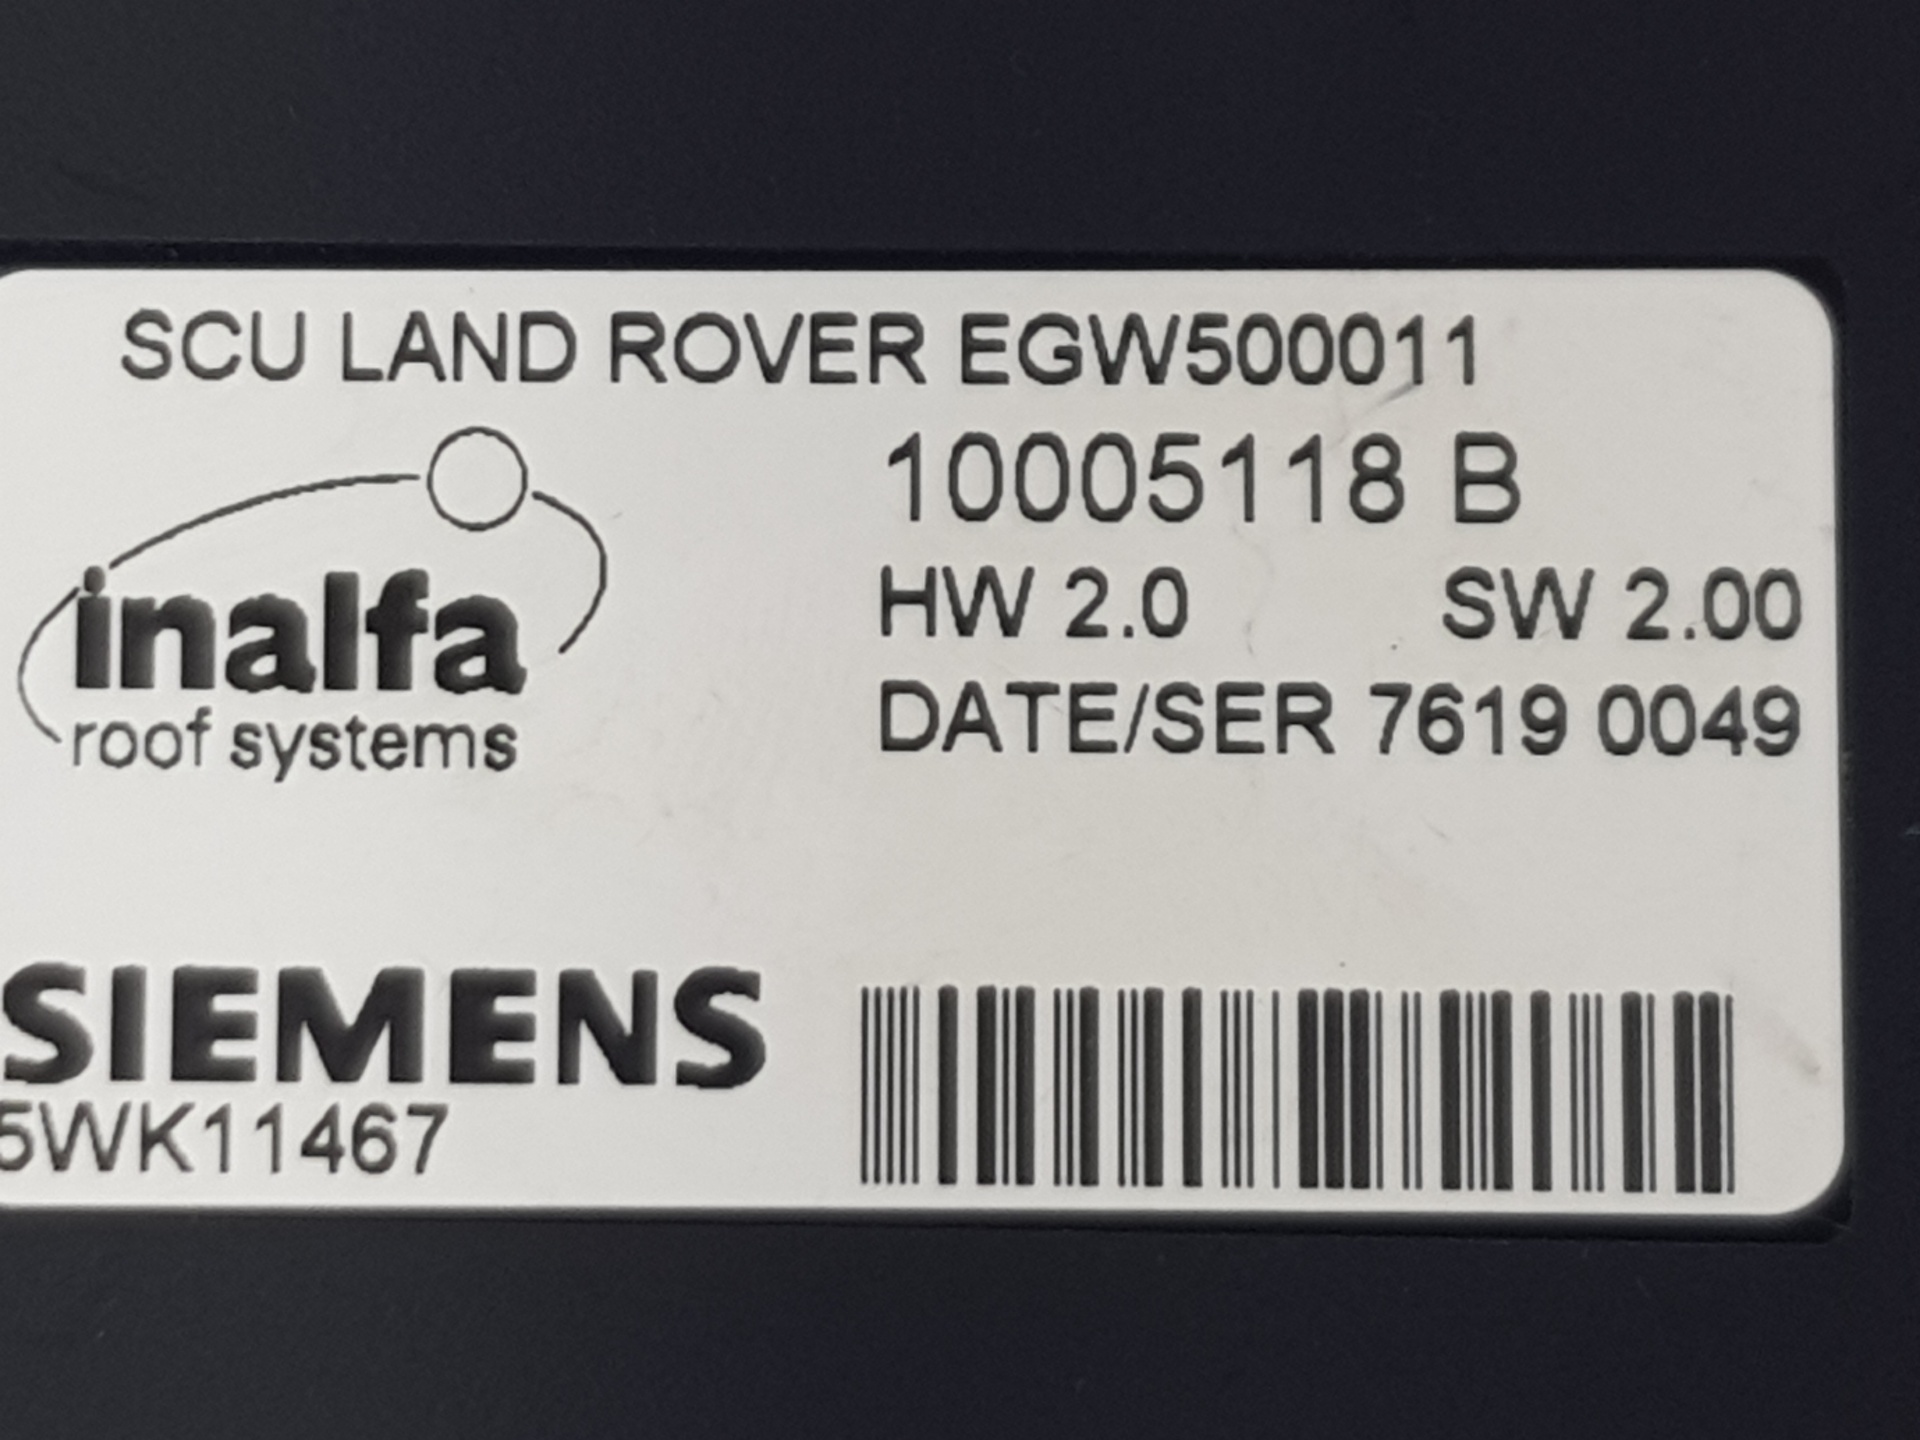 SCU LAND ROVER EGW500011
10005118 B
inalfa
roof systems
HW 2.0 SW 2.00
DATE/SER 7619 0049
SIEMENS
5WK11467